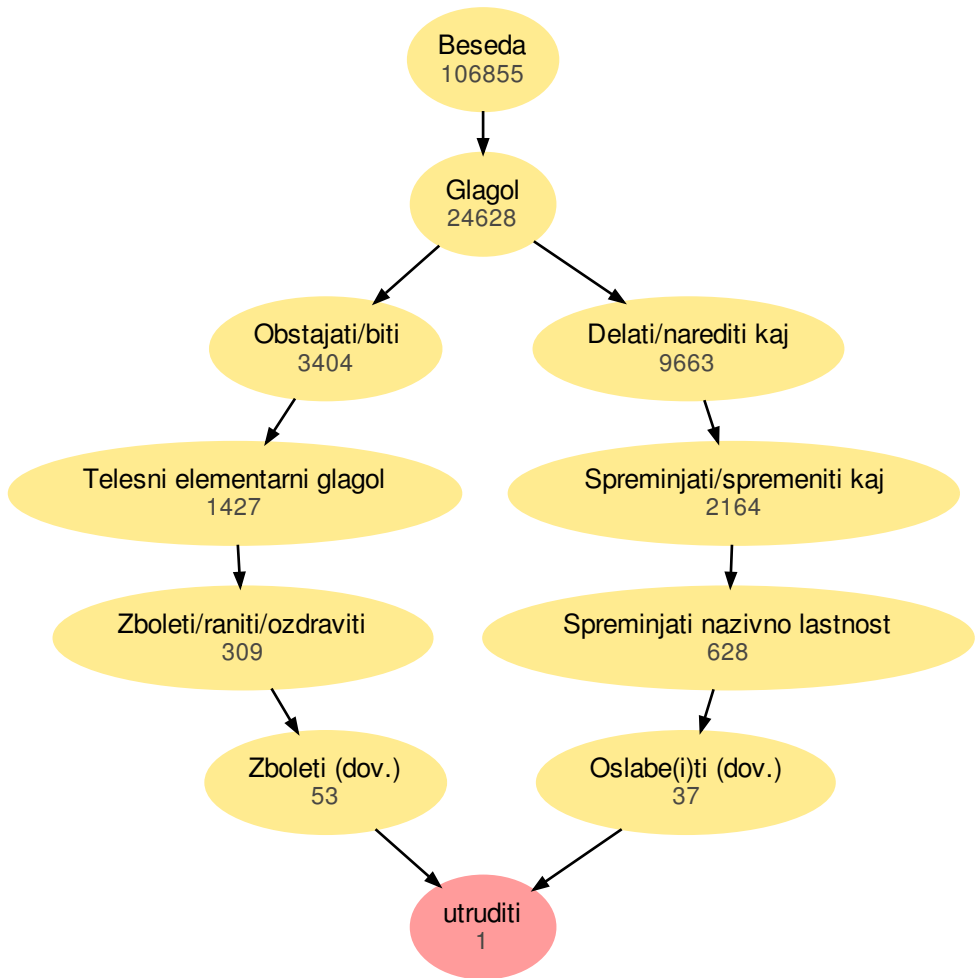 Beseda
106855
Glagol
24628
Obstajati/biti
3404
Delati/narediti kaj
9663
Telesni elementarni glagol
1427
Spreminjati/spremeniti kaj
2164
Zboleti/raniti/ozdraviti
309
Spreminjati nazivno lastnost
628
Zboleti (dov.)
53
Oslabe(i)ti (dov.)
37
utruditi
1